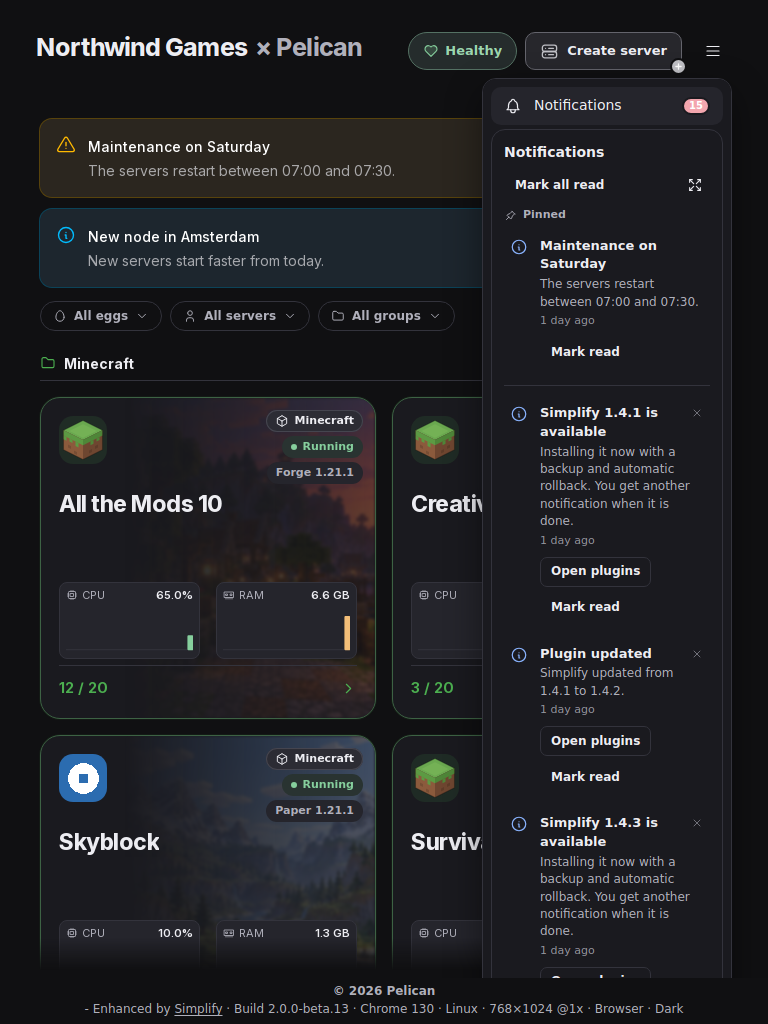 Northwind Games × Pelican
Healthy
Create server
Notifications
15
Maintenance on Saturday
The servers restart between 07:00 and 07:30.
New node in Amsterdam
New servers start faster from today.
All eggs
All servers
All groups
Minecraft
Minecraft
Running
Forge 1.21.1
All the Mods 10
CPU
65.0%
RAM
6.6 GB
12 / 20
CPU
3 / 20
Minecraft
Running
Paper 1.21.1
Skyblock
CPU
10.0%
RAM
1.3 GB
CPU
Notifications
Mark all read
Pinned
Maintenance on
Saturday
The servers restart
between 07:00 and 07:30.
1 day ago
Mark read
Simplify 1.4.1 is
available
Installing it now with a
backup and automatic
rollback. You get another
notification when it is
done.
1 day ago
Open plugins
Mark read
Plugin updated
Simplify updated from
1.4.1 to 1.4.2.
1 day ago
Open plugins
Mark read
Simplify 1.4.3 is
available
Installing it now with a
backup and automatic
rollback. You get another
notification when it is
done.
1 day ago
© 2026 Pelican
- Enhanced by Simplify · Build 2.0.0-beta.13 · Chrome 130 · Linux · 768×1024 @1x · Browser · Dark